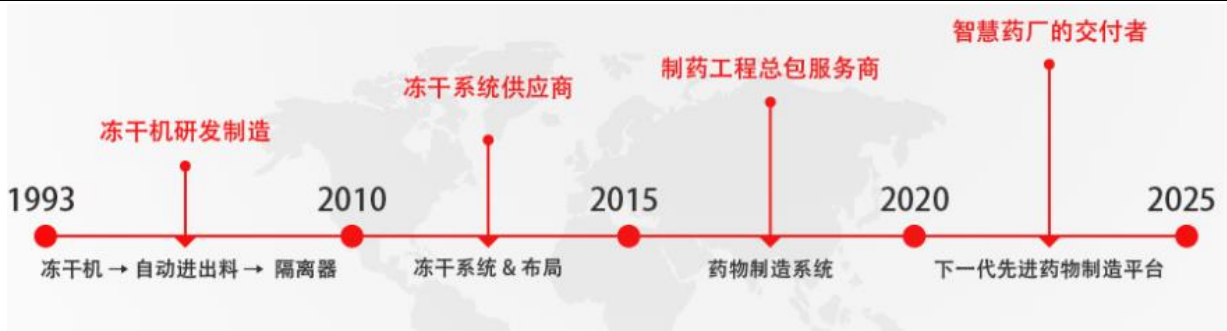 智慧药厂的交付者
制药工程总包服务商
冻干系统供应商
冻干机研发制造
1993 2010 2015 2020 2025
冻干机 → 自动进出料 → 隔离器 冻干系统 & 布局 药物制造系统 下一代先进药物制造平台